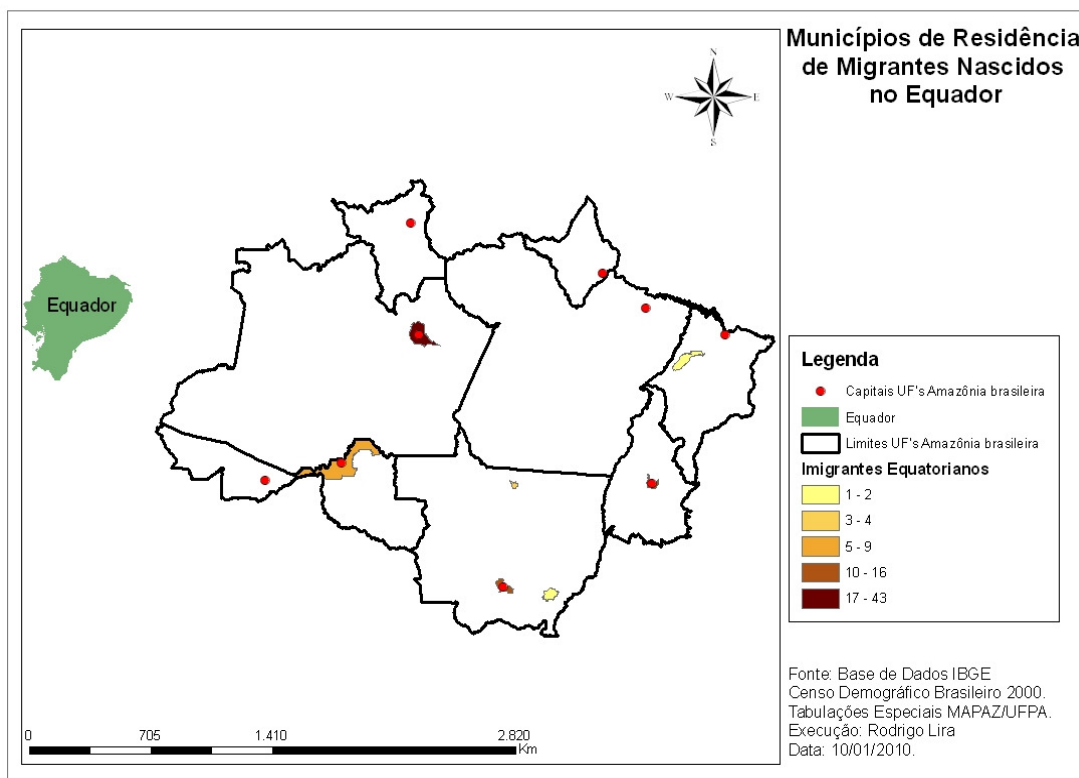 Municípios de Residência
de Migrantes Nascidos
no Equador
N
W
E
S
Equador
Legenda
Capitais UF's Amazônia brasileira
Equador
Limites UF's Amazônia brasileira
Imigrantes Equatorianos
1 - 2
3 - 4
5 - 9
10 - 16
17 - 43
0 705 1.410 2.820
Km
Fonte: Base de Dados IBGE
Censo Demográfico Brasileiro 2000.
Tabulações Especiais MAPAZ/UFPA.
Execução: Rodrigo Lira
Data: 10/01/2010.